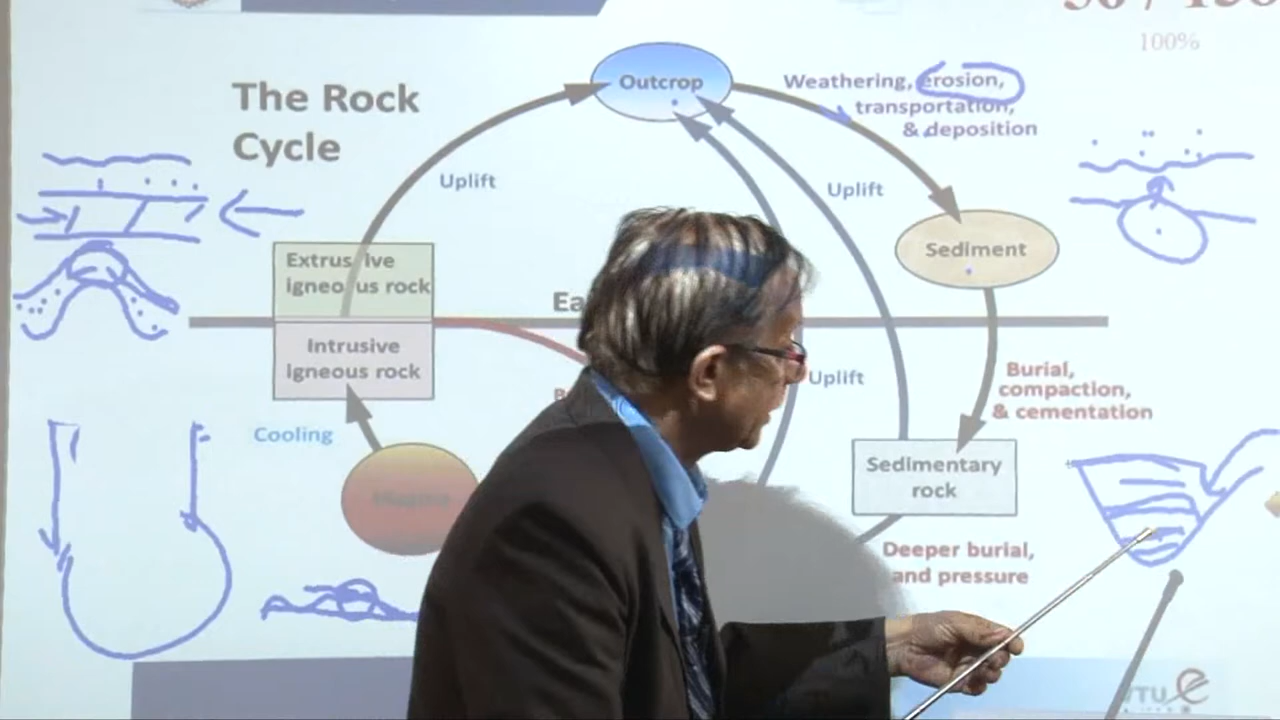 100%
The Rock
Cycle
Outcrop
Weathering, erosion,
transportation,
& deposition
Uplift
Uplift
Sediment
Extrusive
igneous rock
Intrusive
igneous rock
Uplift
Burial,
compaction,
& cementation
Cooling
Sedimentary
rock
Magma
Deeper burial,
and pressure